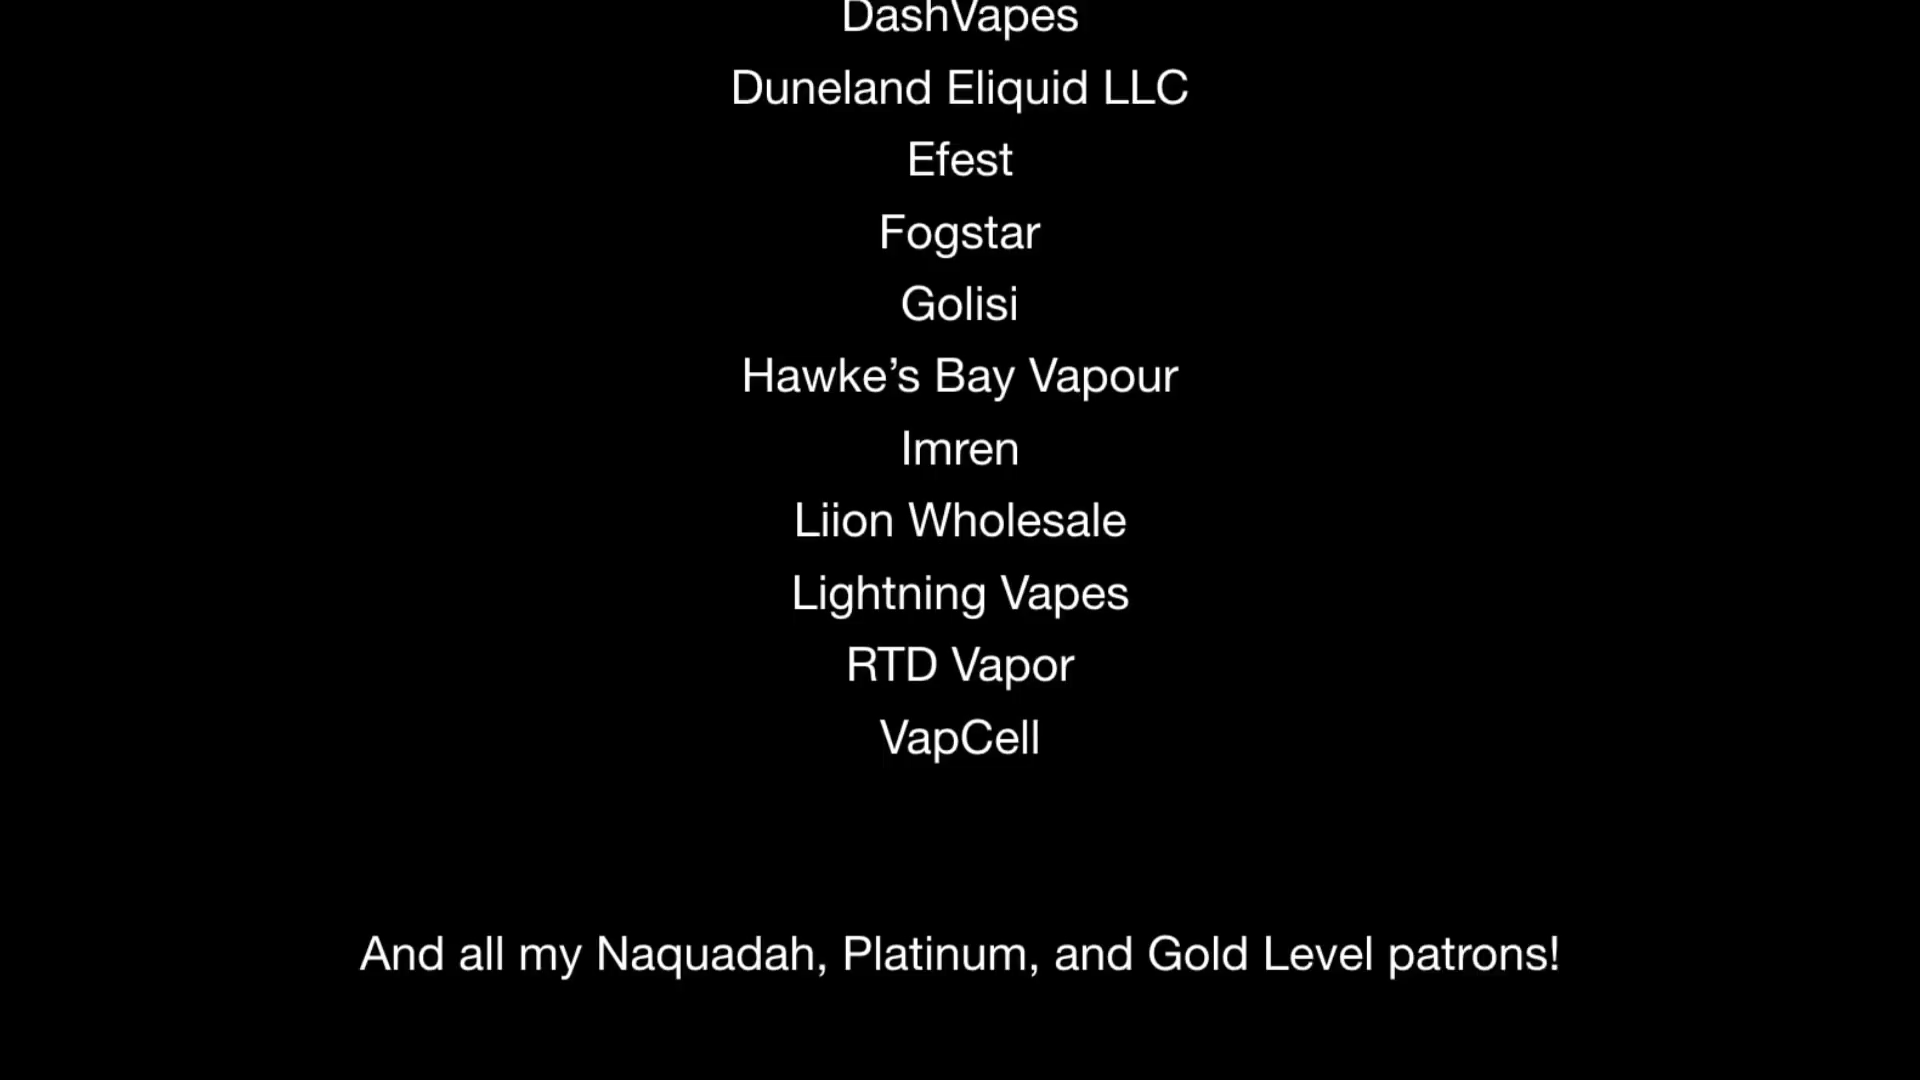 DashVapes
Duneland Eliquid LLC
Efest
Fogstar
Golisi
Hawke’s Bay Vapour
Imren
Liion Wholesale
Lightning Vapes
RTD Vapor
VapCell
And all my Naquadah, Platinum, and Gold Level patrons!